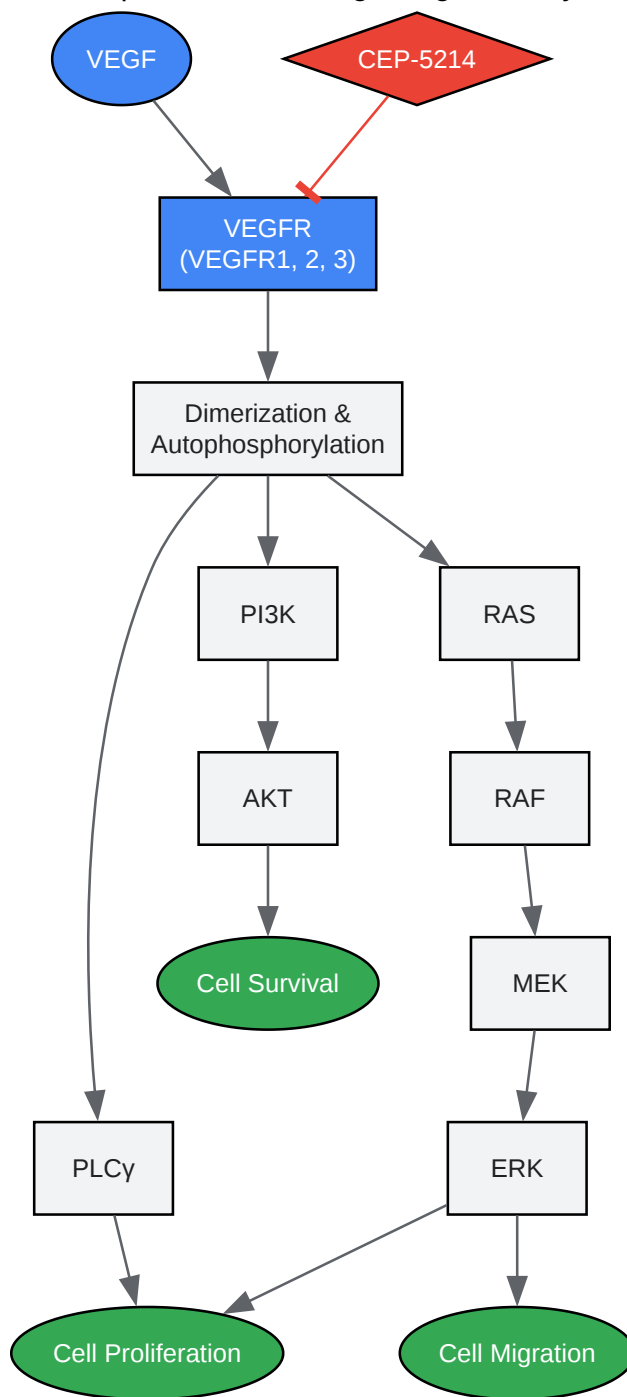 VEGF
CEP-5214
VEGFR
(VEGFR1, 2, 3)
Dimerization &
Autophosphorylation
PI3K
RAS
AKT
RAF
Cell Survival
MEK
PLCγ
ERK
Cell Proliferation
Cell Migration